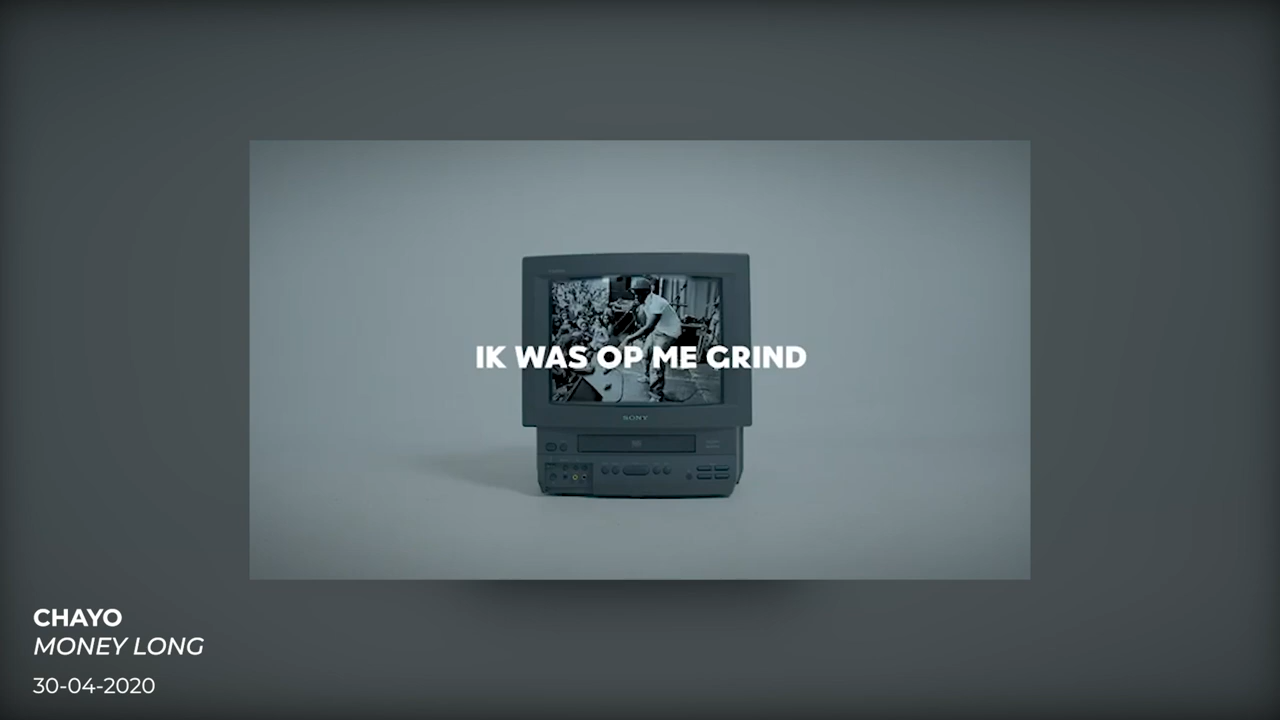 IK WAS OP ME GRIND
SONY
CHAYO
MONEY LONG
30-04-2020